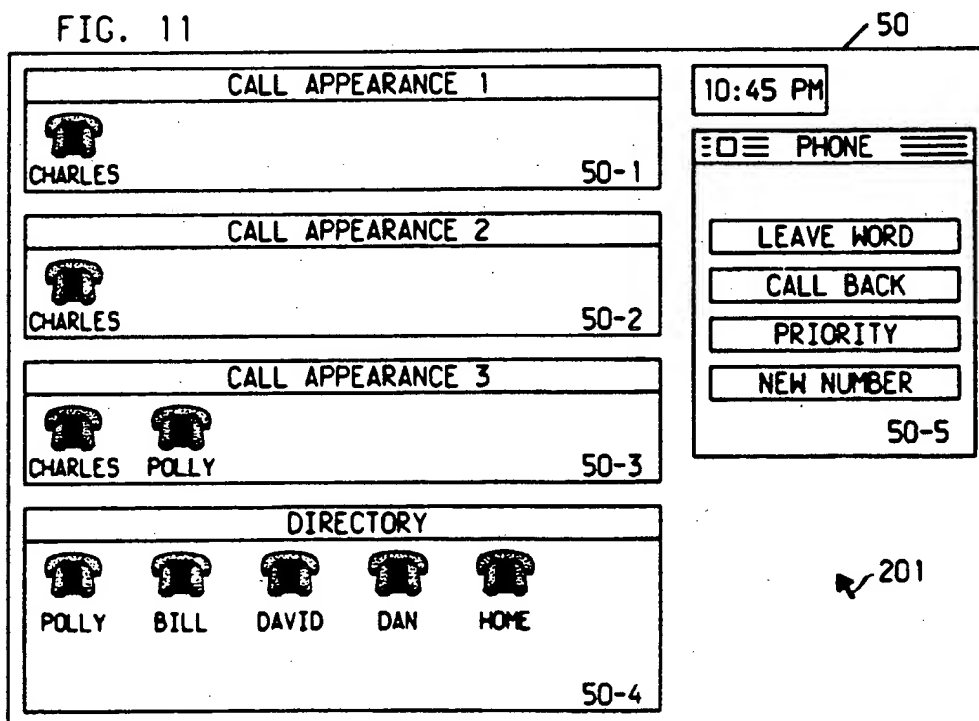 FIG. 11
50
CALL APPEARANCE 1
CHARLES
50-1
CALL APPEARANCE 2
CHARLES
50-2
CALL APPEARANCE 3
CHARLES POLLY
50-3
DIRECTORY
POLLY BILL DAVID DAN HOME
50-4
10:45 PM
PHONE
LEAVE WORD
CALL BACK
PRIORITY
NEW NUMBER
50-5
201